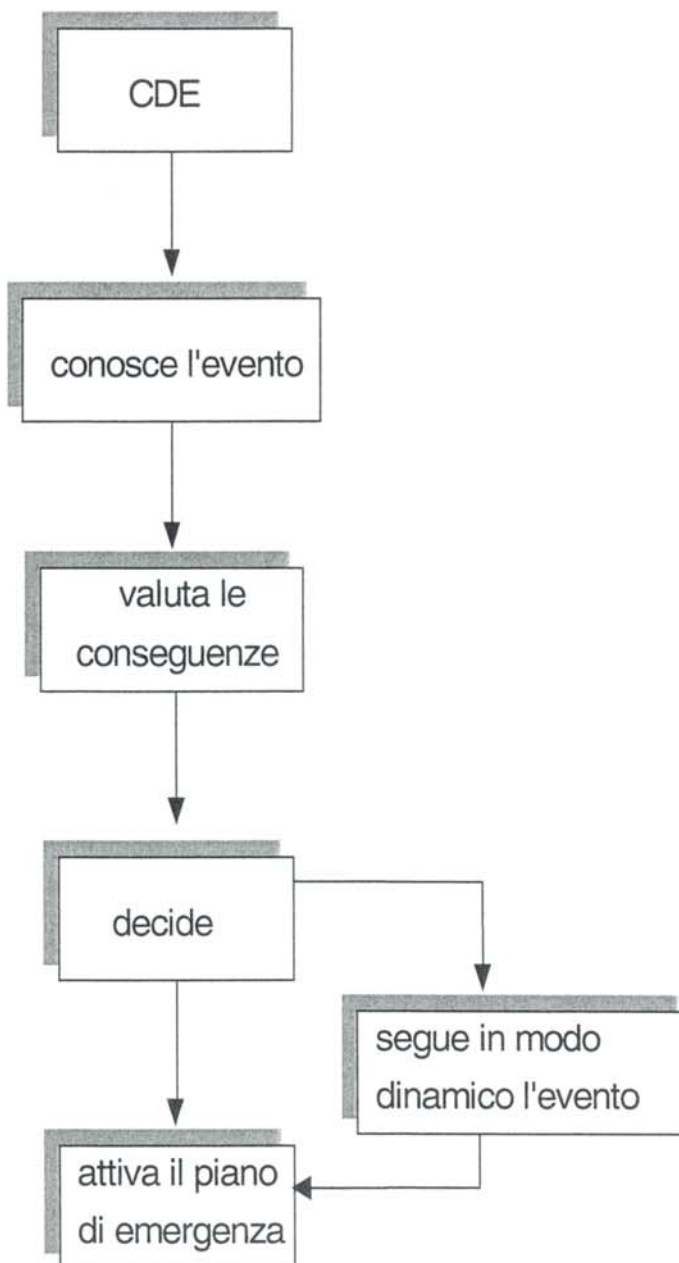 CDE
conosce l'evento
valuta le
conseguenze
decide
segue in modo
dinamico l'evento
attiva il piano
di emergenza